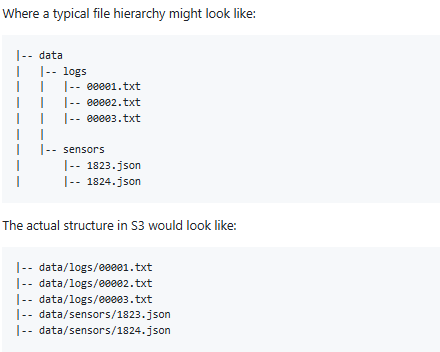 Where a typical file hierarchy might look like:
|-- data
|   |-- logs
|   |   |-- 00001.txt
|   |   |-- 00002.txt
|   |   |-- 00003.txt
|   |
|   |-- sensors
|       |-- 1823.json
|       |-- 1824.json
The actual structure in S3 would look like:
|-- data/logs/00001.txt
|-- data/logs/00002.txt
|-- data/logs/00003.txt
|-- data/sensors/1823.json
|-- data/sensors/1824.json